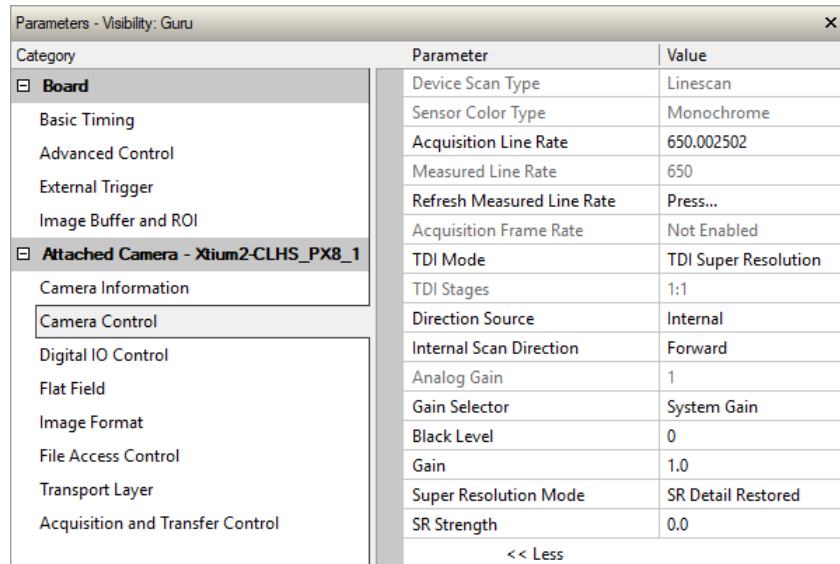 Parameters - Visibility: Guru
Category
Board
Basic Timing
Advanced Control
External Trigger
Image Buffer and ROI
Attached Camera - Xtium2-CLHS_PX8_1
Camera Information
Camera Control
Digital IO Control
Flat Field
Image Format
File Access Control
Transport Layer
Acquisition and Transfer Control
Parameter Value
Device Scan Type Linescan
Sensor Color Type Monochrome
Acquisition Line Rate 650.002502
Measured Line Rate 650
Refresh Measured Line Rate Press...
Acquisition Frame Rate Not Enabled
TDI Mode TDI Super Resolution
TDI Stages 1:1
Direction Source Internal
Internal Scan Direction Forward
Analog Gain 1
Gain Selector System Gain
Black Level 0
Gain 1.0
Super Resolution Mode SR Detail Restored
SR Strength 0.0
<< Less